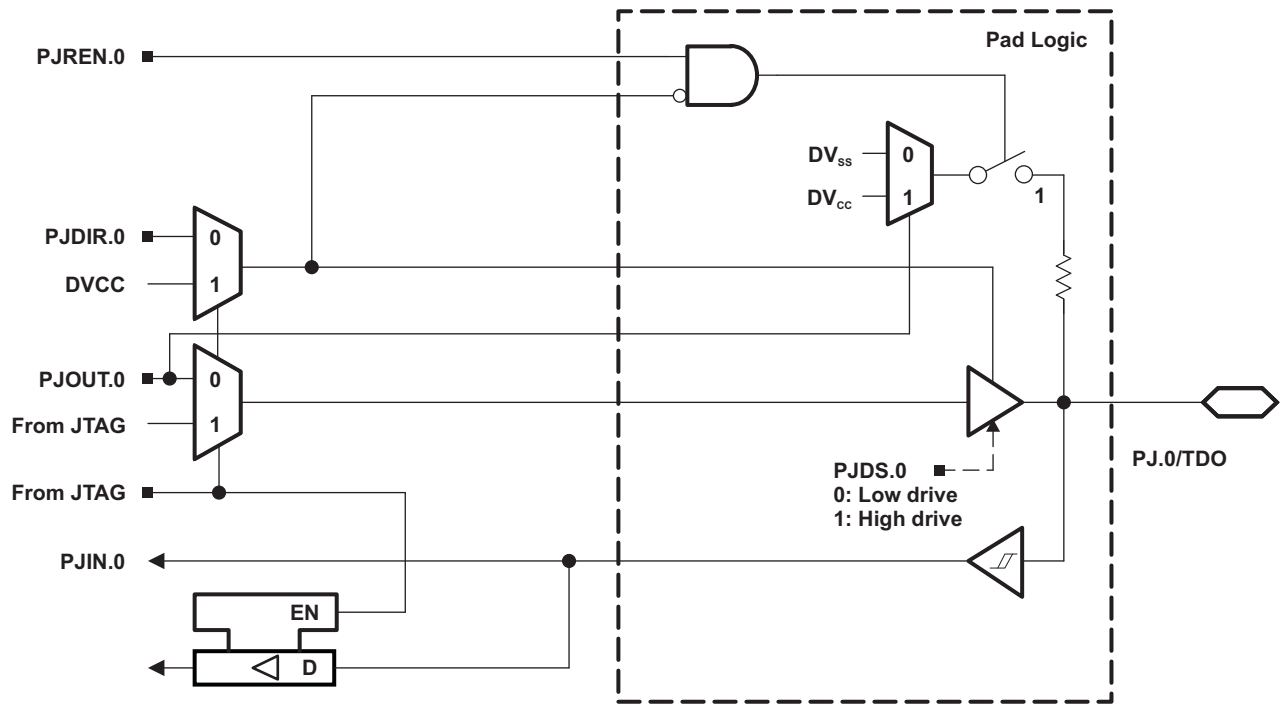 Pad Logic
PJREN.0
DVss
0
DVcc
1
1
PJDIR.0
0
DVCC
1
PJOUT.0
0
From JTAG
1
PJ.0/TDO
PJDS.0
0: Low drive
1: High drive
From JTAG
PJIN.0
EN
D